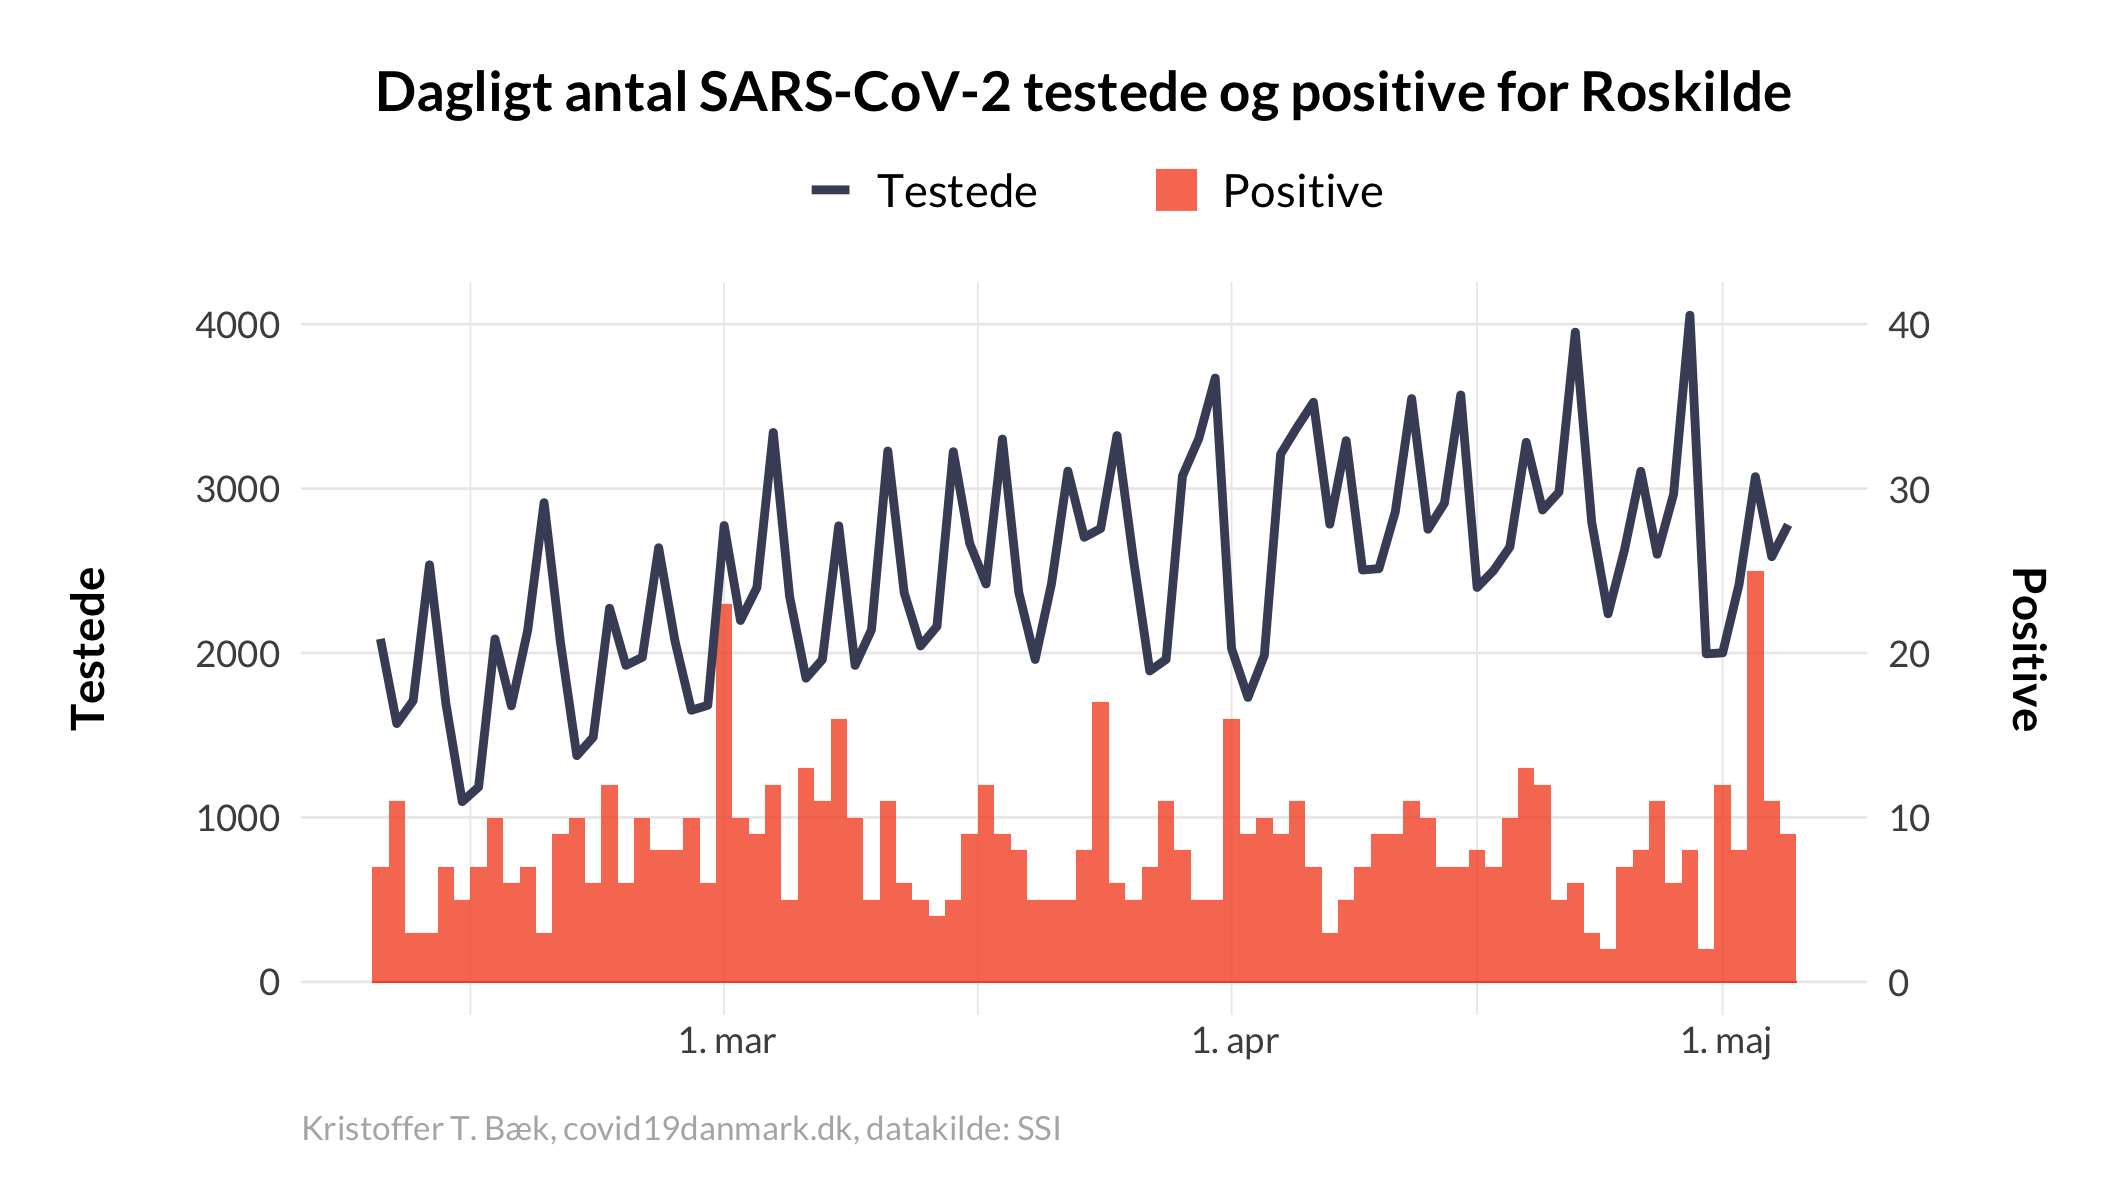 Dagligt antal SARS-CoV-2 testede og positive for Roskilde
Testede
Positive
4000
3000
2000
1000
0
40
30
20
10
0
Testede
Positive
1. mar
1. apr
1. maj
Kristoffer T. Bæk, covid19danmark.dk, datakilde: SSI